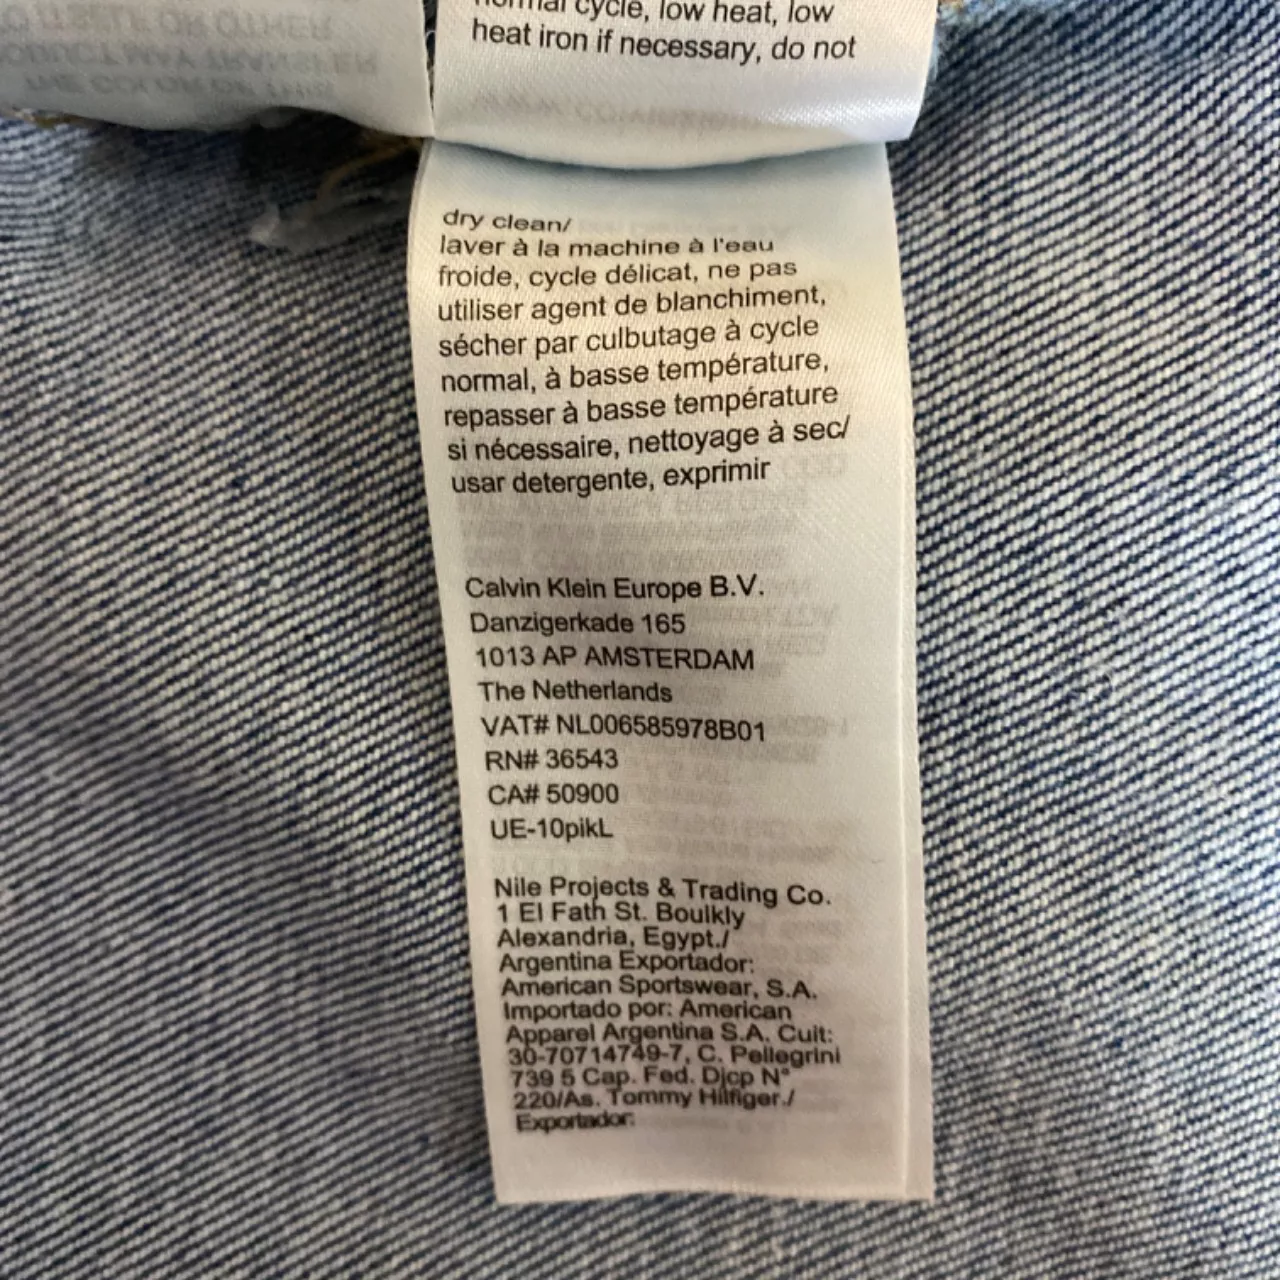 normal cycle, low heat, low
heat iron if necessary, do not
dry clean/
laver à la machine à l'eau
froide, cycle délicat, ne pas
utiliser agent de blanchiment,
sécher par culbutage à cycle
normal, à basse température,
repasser à basse température
si nécessaire, nettoyage à sec/
usar detergente, exprimir
Calvin Klein Europe B.V.
Danzigerkade 165
1013 AP AMSTERDAM
The Netherlands
VAT# NL006585978B01
RN# 36543
CA# 50900
UE-10pikL
Nile Projects & Trading Co.
1 El Fath St. Boulkly
Alexandria, Egypt./
Argentina Exportador:
American Sportswear, S.A.
Importado por: American
Apparel Argentina S.A. Cuit:
30-70714749-7, C. Pellegrini
739 5 Cap. Fed. Djcp N°
220/As. Tommy Hilfiger./
Exportador: